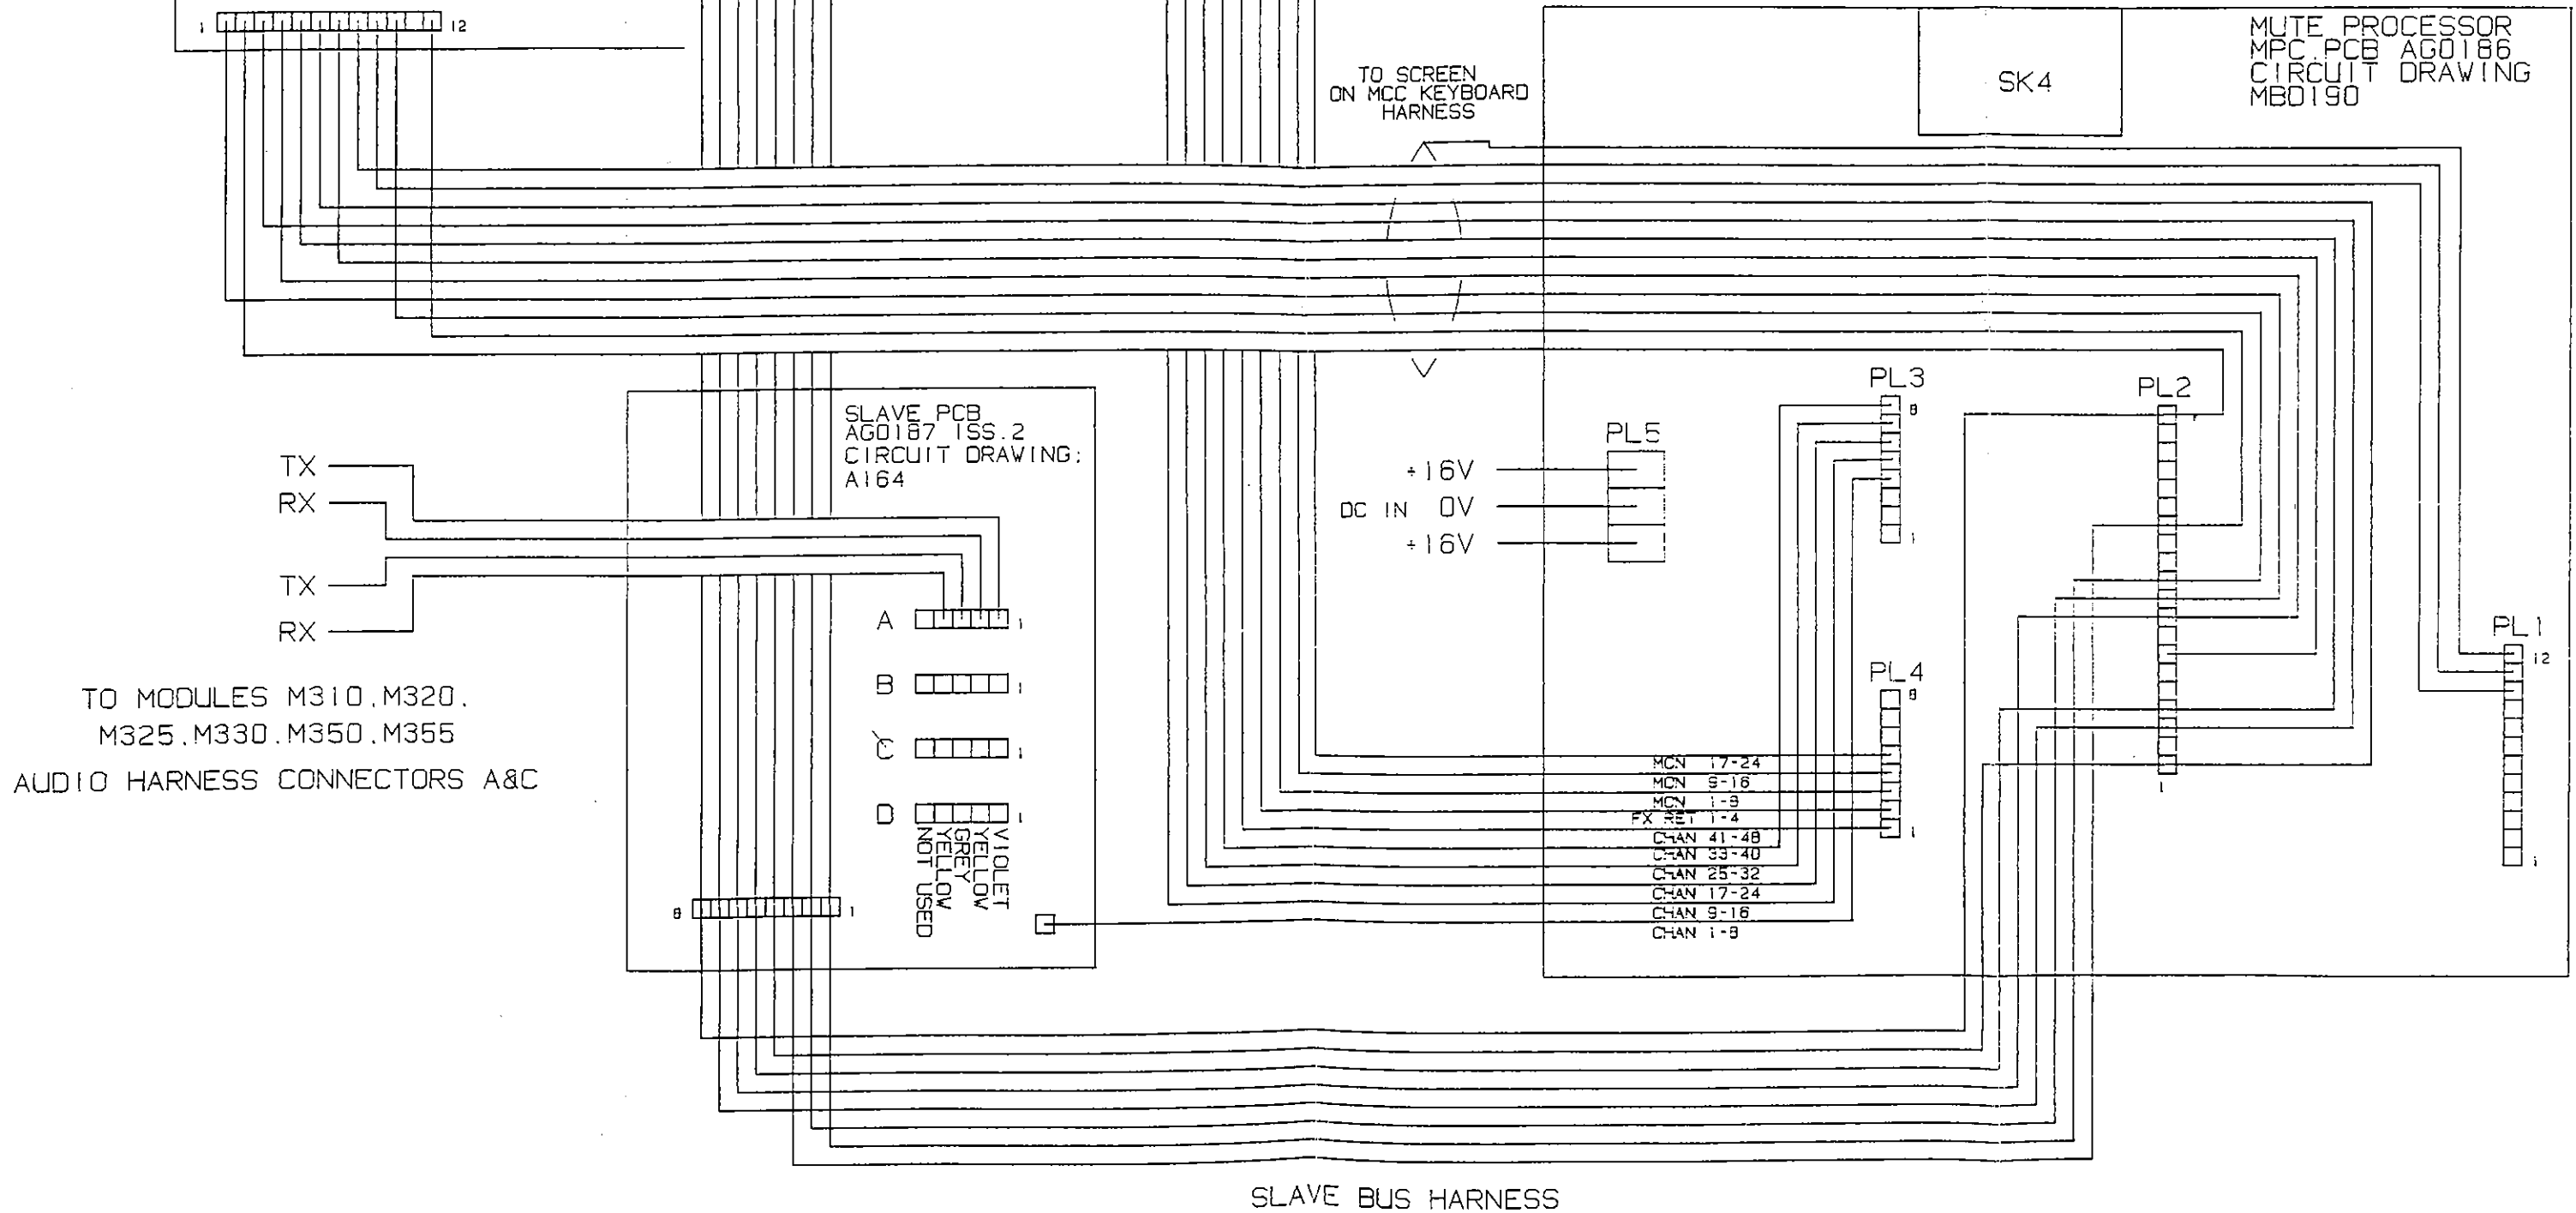 1
12
TO SCREEN
ON MCC KEYBOARD
HARNESS
SK4
MUTE PROCESSOR
MPC.PCB AG0186
CIRCUIT DRAWING
MBD190
SLAVE PCB
AG0187 ISS.2
CIRCUIT DRAWING:
A164
TX
RX
TX
RX
TO MODULES M310,M320,
M325,M330,M350,M355
AUDIO HARNESS CONNECTORS A&C
A
1
B
1
C
1
D
1
VIOLET
YELLOW
GREY
YELLOW
NOT USED
8
1
PL5
+16V
DC IN 0V
+16V
PL3
8
1
PL4
8
1
PL2
1
PL1
12
1
MCN 17-24
MCN 9-16
MCN 1-8
FX RET 1-4
CHAN 41-48
CHAN 33-40
CHAN 25-32
CHAN 17-24
CHAN 9-16
CHAN 1-8
SLAVE BUS HARNESS